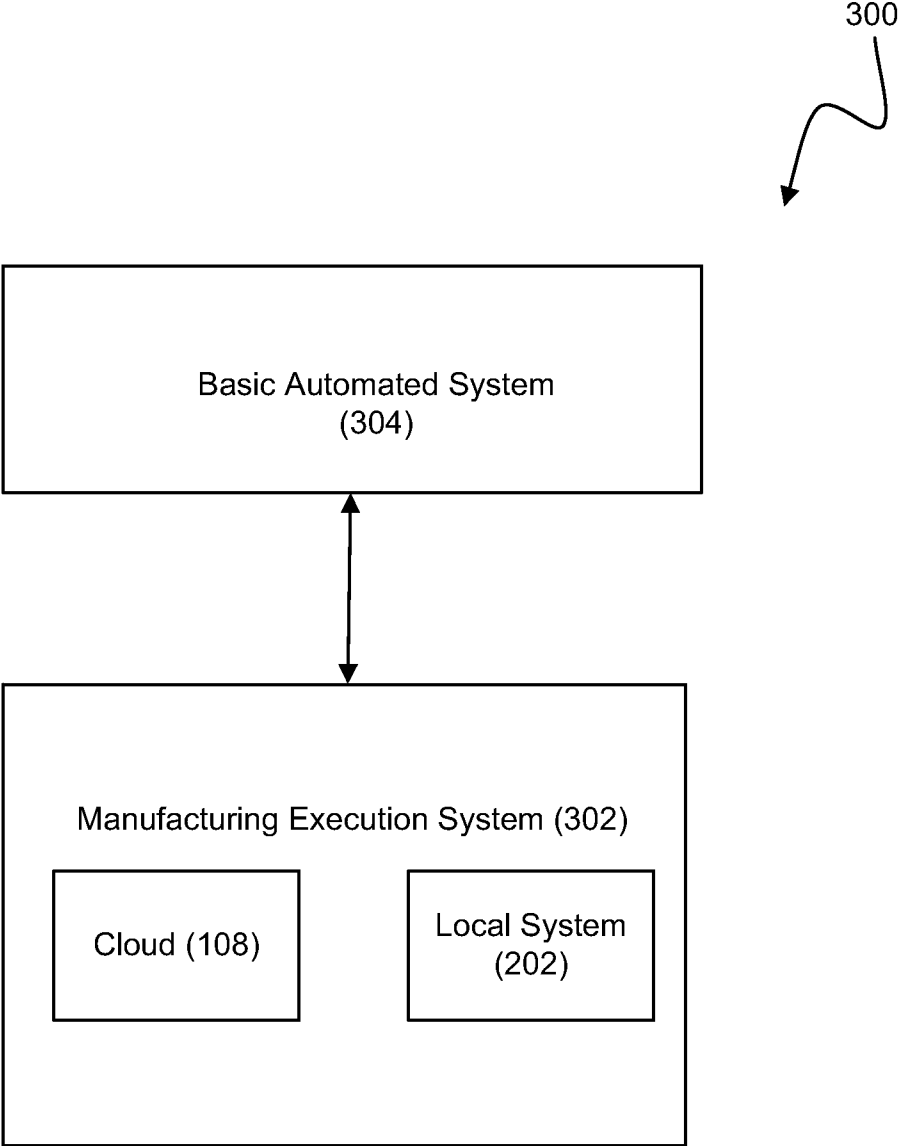 300
Basic Automated System
(304)
Manufacturing Execution System (302)
Cloud (108)
Local System
(202)